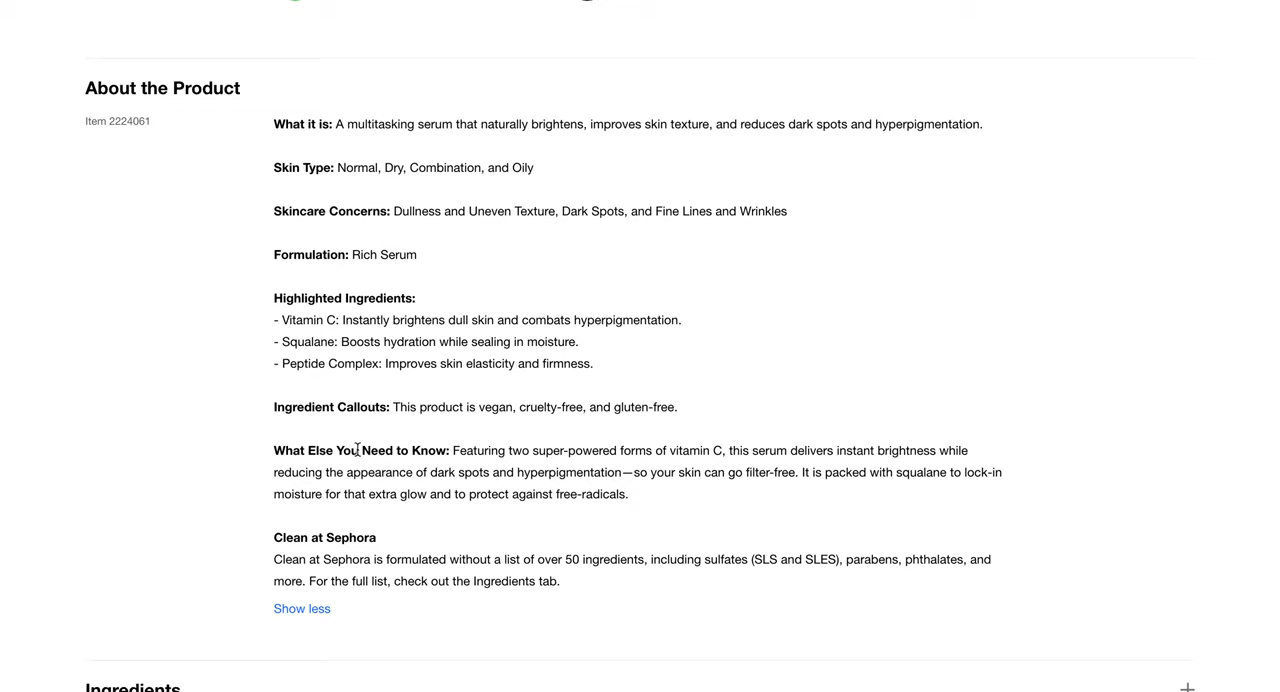 About the Product
Item 2224061
What it is: A multitasking serum that naturally brightens, improves skin texture, and reduces dark spots and hyperpigmentation.
Skin Type: Normal, Dry, Combination, and Oily
Skincare Concerns: Dullness and Uneven Texture, Dark Spots, and Fine Lines and Wrinkles
Formulation: Rich Serum
Highlighted Ingredients:
- Vitamin C: Instantly brightens dull skin and combats hyperpigmentation.
- Squalane: Boosts hydration while sealing in moisture.
- Peptide Complex: Improves skin elasticity and firmness.
Ingredient Callouts: This product is vegan, cruelty-free, and gluten-free.
What Else You Need to Know: Featuring two super-powered forms of vitamin C, this serum delivers instant brightness while
reducing the appearance of dark spots and hyperpigmentation—so your skin can go filter-free. It is packed with squalane to lock-in
moisture for that extra glow and to protect against free-radicals.
Clean at Sephora
Clean at Sephora is formulated without a list of over 50 ingredients, including sulfates (SLS and SLES), parabens, phthalates, and
more. For the full list, check out the Ingredients tab.
Show less
Ingredients